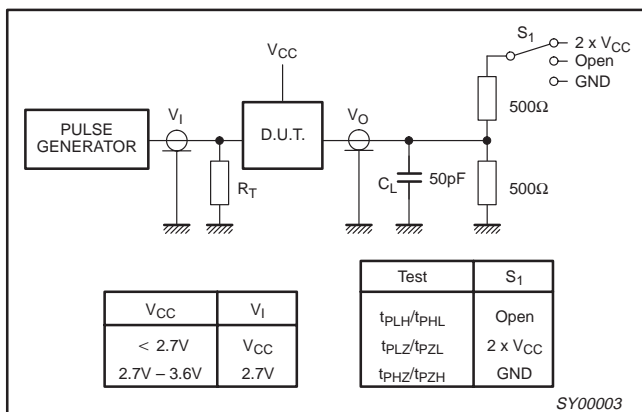 S1
2 x VCC
Open
GND
VCC
500Ω
PULSE GENERATOR
VI
D.U.T.
VO
RT
CL
50pF
500Ω
VCC VI
< 2.7V VCC
2.7V – 3.6V 2.7V
Test S1
tPLH/tPHL Open
tPLZ/tPZL 2 x VCC
tPHZ/tPZH GND
SY00003